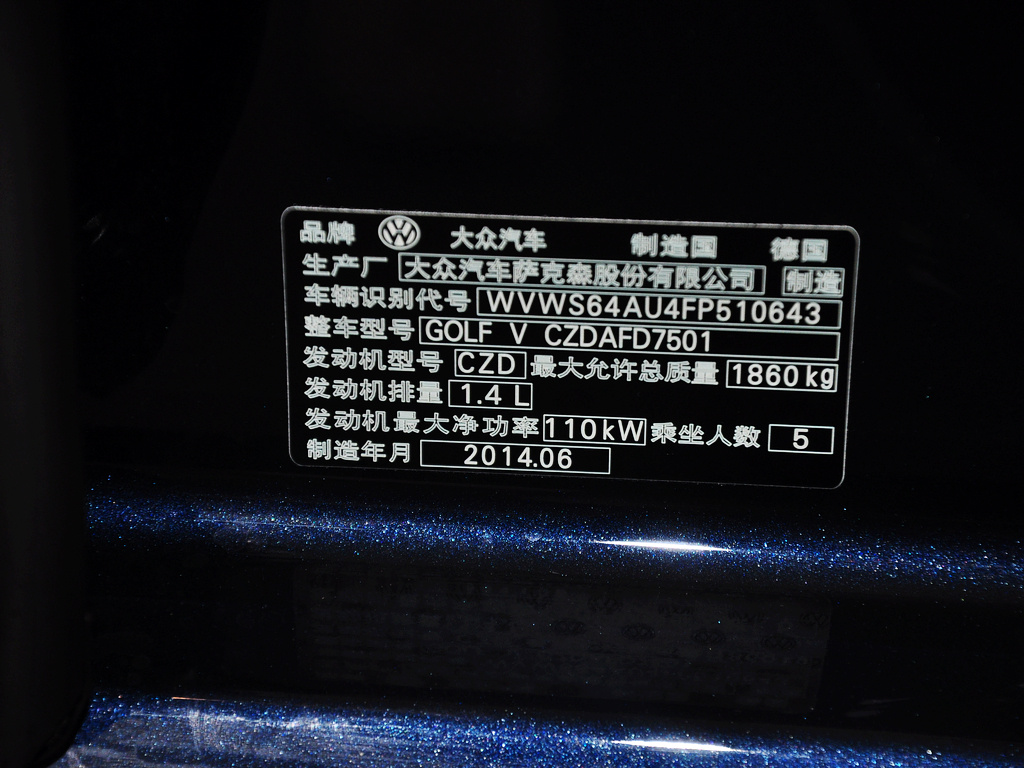 品牌 大众汽车 制造国 德国
生产厂 大众汽车萨克森股份有限公司 制造
车辆识别代号 WVWS64AU4FP510643
整车型号 GOLF V CZDAFD7501
发动机型号 CZD 最大允许总质量 1860kg
发动机排量 1.4 L
发动机最大净功率 110kW 乘坐人数 5
制造年月 2014.06